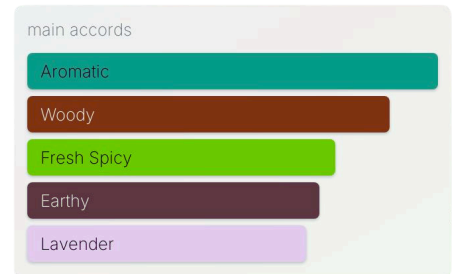 main accords
Aromatic
Woody
Fresh Spicy
Earthy
Lavender